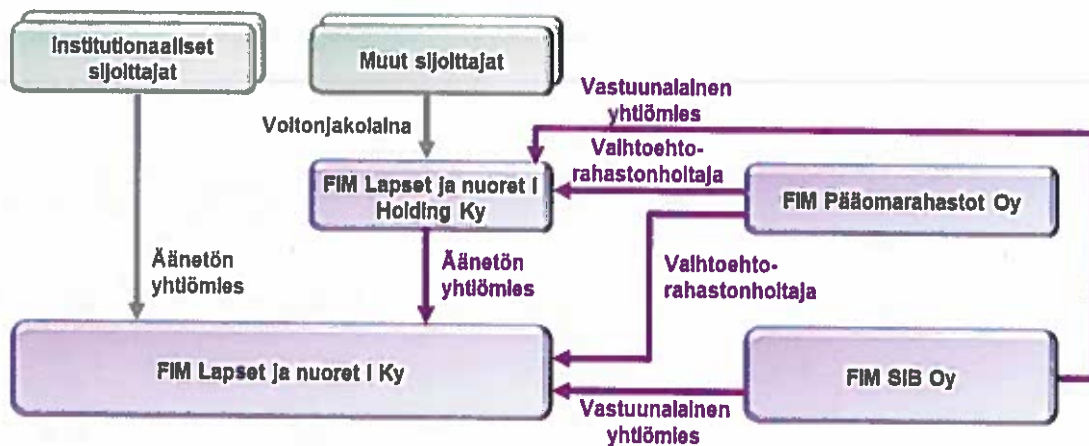 Institutionaaliset
sijoittajat
Muut sijoittajat
Vastuunalainen
yhtiömies
Voitonjakolaina
Vaihtoehto-
rahastonhoitaja
FIM Lapset ja nuoret I
Holding Ky
FIM Pääomarahastot Oy
Äänetön
yhtiömies
Äänetön
yhtiömies
Vaihtoehto-
rahastonhoitaja
FIM Lapset ja nuoret I Ky
FIM SIB Oy
Vastuunalainen
yhtiömies